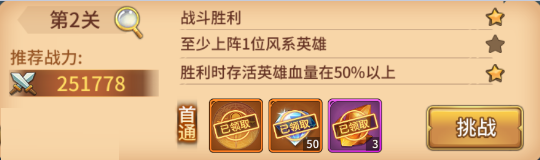 第2关
推荐战力:
251778
战斗胜利
至少上阵1位风系英雄
胜利时存活英雄血量在50%以上
首通
已领取
已领取
50
已领取
3
挑战